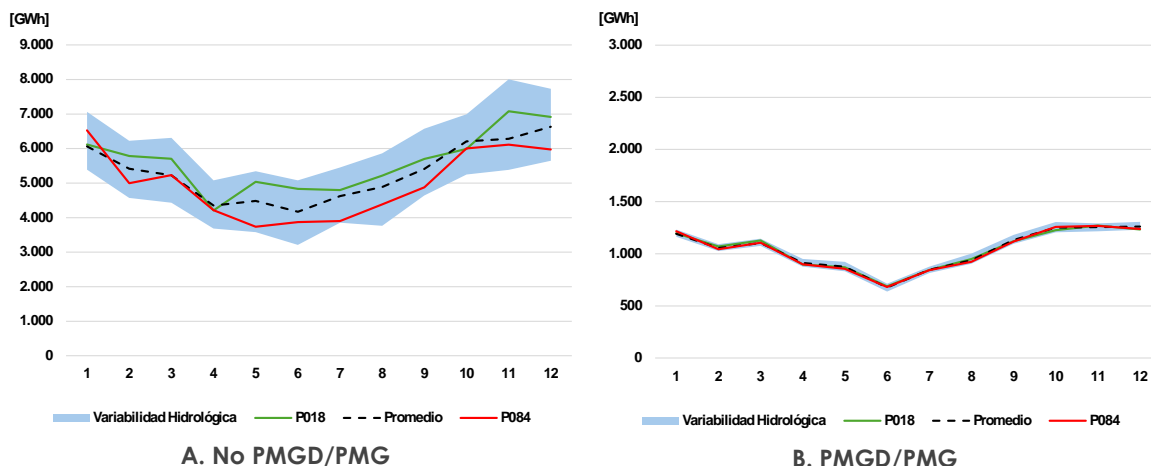 [GWh]
9.000
8.000
7.000
6.000
5.000
4.000
3.000
2.000
1.000
0
1 2 3 4 5 6 7 8 9 10 11 12
Variabilidad Hidrológica P018 Promedio P084
A. No PMGD/PMG
[GWh]
3.000
2.500
2.000
1.500
1.000
500
0
1 2 3 4 5 6 7 8 9 10 11 12
Variabilidad Hidrológica P018 Promedio P084
B. PMGD/PMG